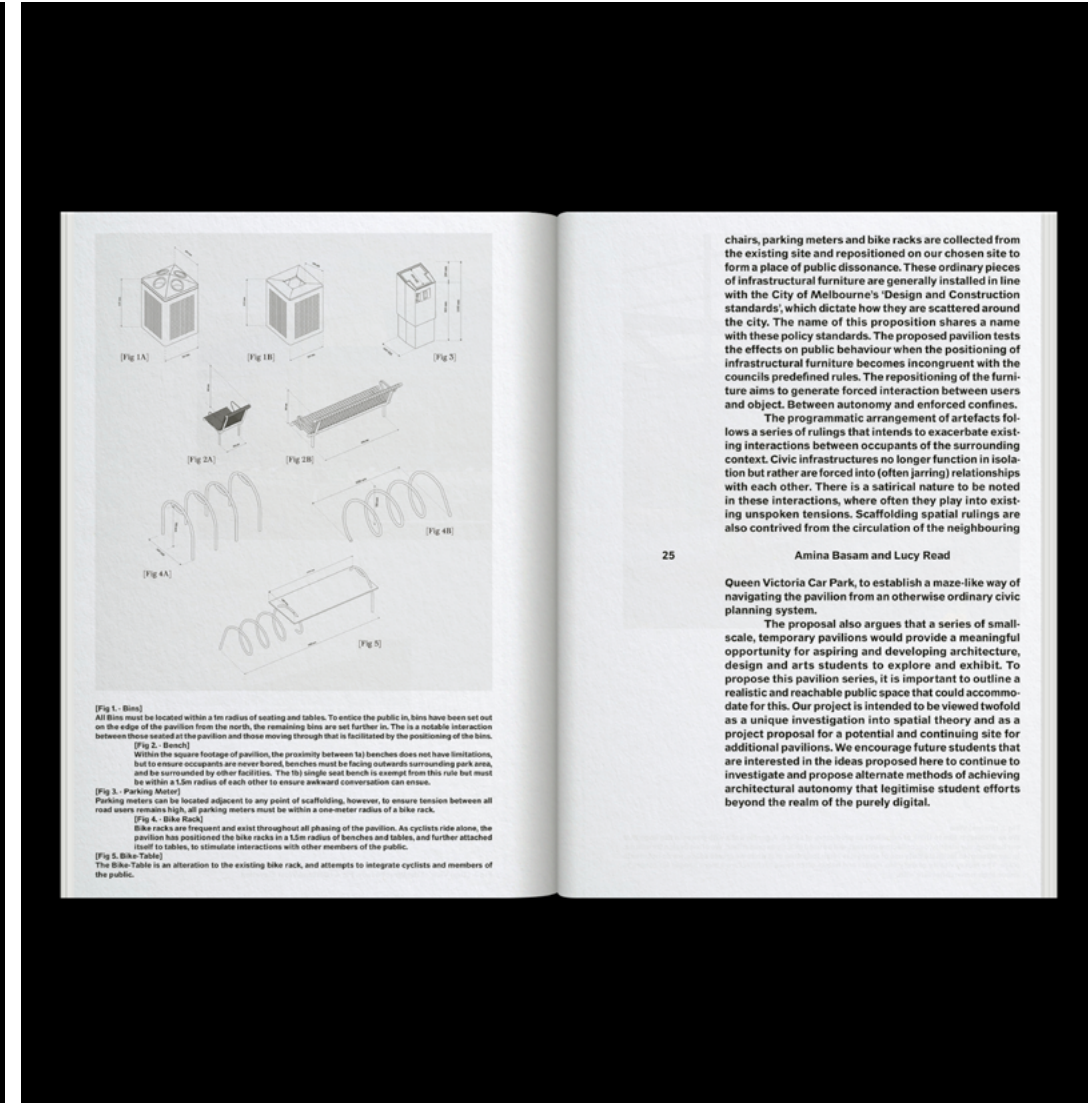 [Fig 1A]
[Fig 1B]
[Fig 3]
[Fig 2A]
[Fig 2B]
[Fig 4B]
[Fig 4A]
[Fig 5]
[Fig 1. - Bins]
All Bins must be located within a 1m radius of seating and tables. To entice the public in, bins have been set out
on the edge of the pavilion from the north, the remaining bins are set further in. The is a notable interaction
between those seated at the pavilion and those moving through that is facilitated by the positioning of the bins.
[Fig 2. - Bench]
Within the square footage of pavilion, the proximity between 1a) benches does not have limitations,
but to ensure occupants are never bored, benches must be facing outwards surrounding park area,
and be surrounded by other facilities. The 1b) single seat bench is exempt from this rule but must
be within a 1.5m radius of each other to ensure awkward conversation can ensue.
[Fig 3. - Parking Meter]
Parking meters can be located adjacent to any point of scaffolding, however, to ensure tension between all
road users remains high, all parking meters must be within a one-meter radius of a bike rack.
[Fig 4. - Bike Rack]
Bike racks are frequent and exist throughout all phasing of the pavilion. As cyclists ride alone, the
pavilion has positioned the bike racks in a 1.5m radius of benches and tables, and further attached
itself to tables, to stimulate interactions with other members of the public.
[Fig 5. Bike-Table]
The Bike-Table is an alteration to the existing bike rack, and attempts to integrate cyclists and members of
the public.
chairs, parking meters and bike racks are collected from
the existing site and repositioned on our chosen site to
form a place of public dissonance. These ordinary pieces
of infrastructural furniture are generally installed in line
with the City of Melbourne's 'Design and Construction
standards', which dictate how they are scattered around
the city. The name of this proposition shares a name
with these policy standards. The proposed pavilion tests
the effects on public behaviour when the positioning of
infrastructural furniture becomes incongruent with the
councils predefined rules. The repositioning of the furni-
ture aims to generate forced interaction between users
and object. Between autonomy and enforced confines.
The programmatic arrangement of artefacts fol-
lows a series of rulings that intends to exacerbate exist-
ing interactions between occupants of the surrounding
context. Civic infrastructures no longer function in isola-
tion but rather are forced into (often jarring) relationships
with each other. There is a satirical nature to be noted
in these interactions, where often they play into exist-
ing unspoken tensions. Scaffolding spatial rulings are
also contrived from the circulation of the neighbouring
25 Amina Basam and Lucy Read
Queen Victoria Car Park, to establish a maze-like way of
navigating the pavilion from an otherwise ordinary civic
planning system.
The proposal also argues that a series of small-
scale, temporary pavilions would provide a meaningful
opportunity for aspiring and developing architecture,
design and arts students to explore and exhibit. To
propose this pavilion series, it is important to outline a
realistic and reachable public space that could accommo-
date for this. Our project is intended to be viewed twofold
as a unique investigation into spatial theory and as a
project proposal for a potential and continuing site for
additional pavilions. We encourage future students that
are interested in the ideas proposed here to continue to
investigate and propose alternate methods of achieving
architectural autonomy that legitimise student efforts
beyond the realm of the purely digital.